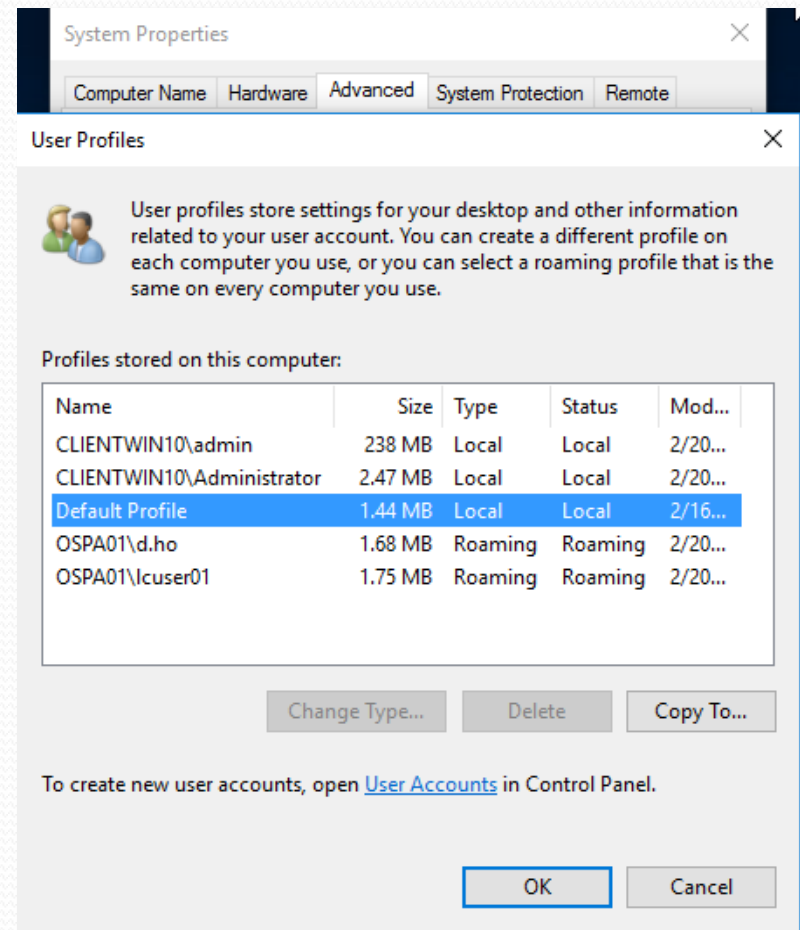 System Properties
Computer Name Hardware Advanced System Protection Remote
User Profiles
User profiles store settings for your desktop and other information
related to your user account. You can create a different profile on
each computer you use, or you can select a roaming profile that is the
same on every computer you use.
Profiles stored on this computer:
Name Size Type Status Mod...
CLIENTWIN10\admin 238 MB Local Local 2/20...
CLIENTWIN10\Administrator 2.47 MB Local Local 2/20...
Default Profile 1.44 MB Local Local 2/16...
OSPA01\d.ho 1.68 MB Roaming Roaming 2/20...
OSPA01\lcuser01 1.75 MB Roaming Roaming 2/20...
Change Type... Delete Copy To...
To create new user accounts, open User Accounts in Control Panel.
OK Cancel